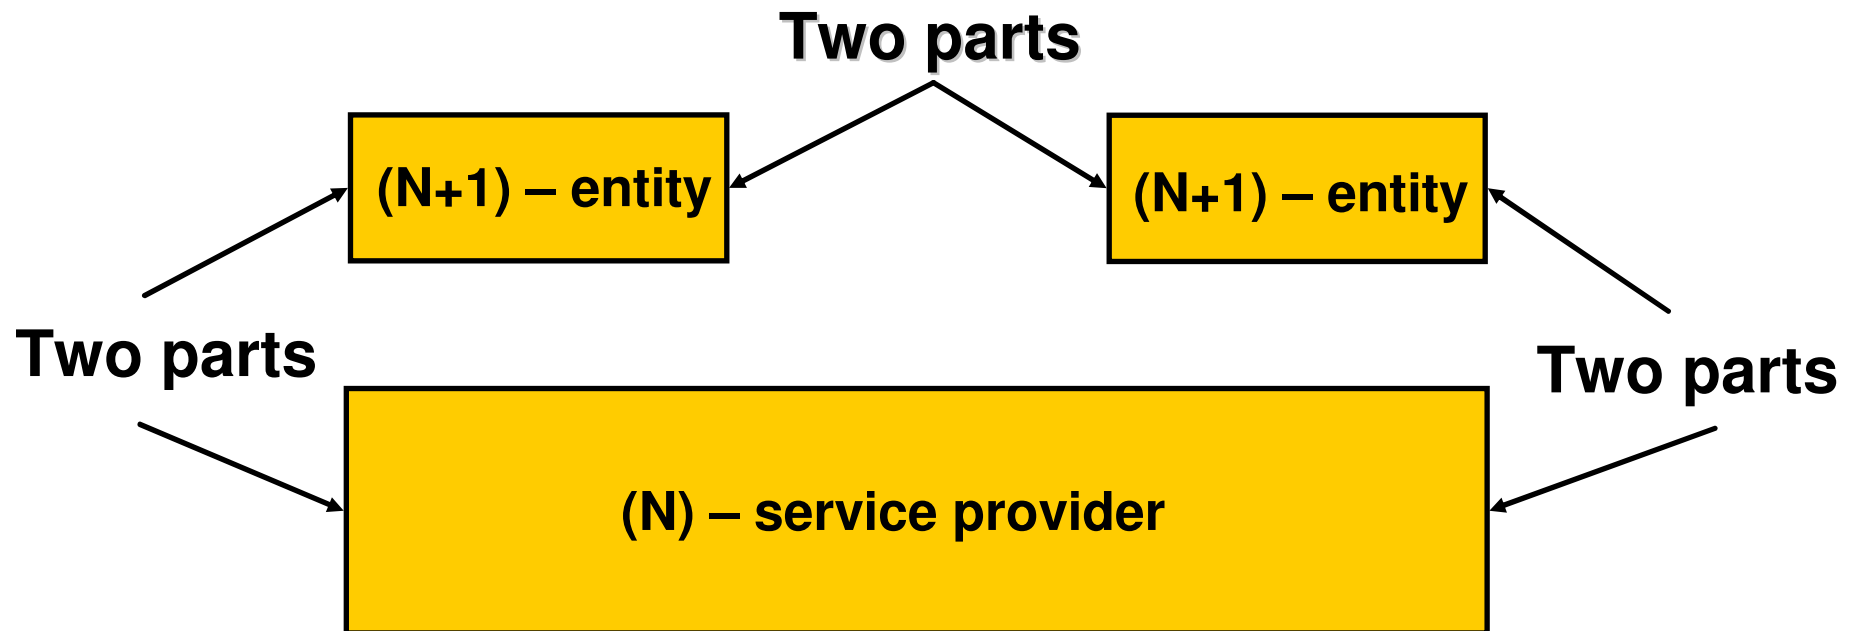 Two parts
(N+1) – entity
(N+1) – entity
Two parts
Two parts
(N) – service provider